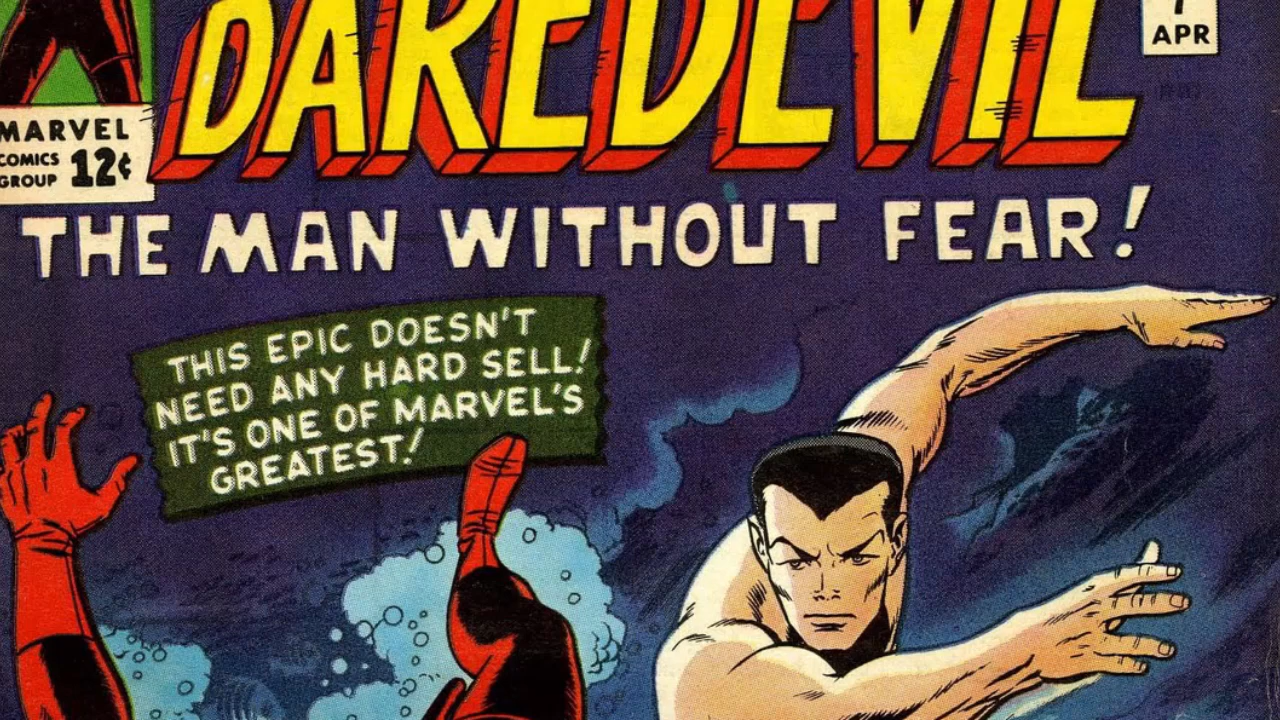 DAREDEVIL
APR
MARVEL
COMICS
GROUP 12¢
THE MAN WITHOUT FEAR!
THIS EPIC DOESN'T
NEED ANY HARD SELL!
IT'S ONE OF MARVEL'S
GREATEST!